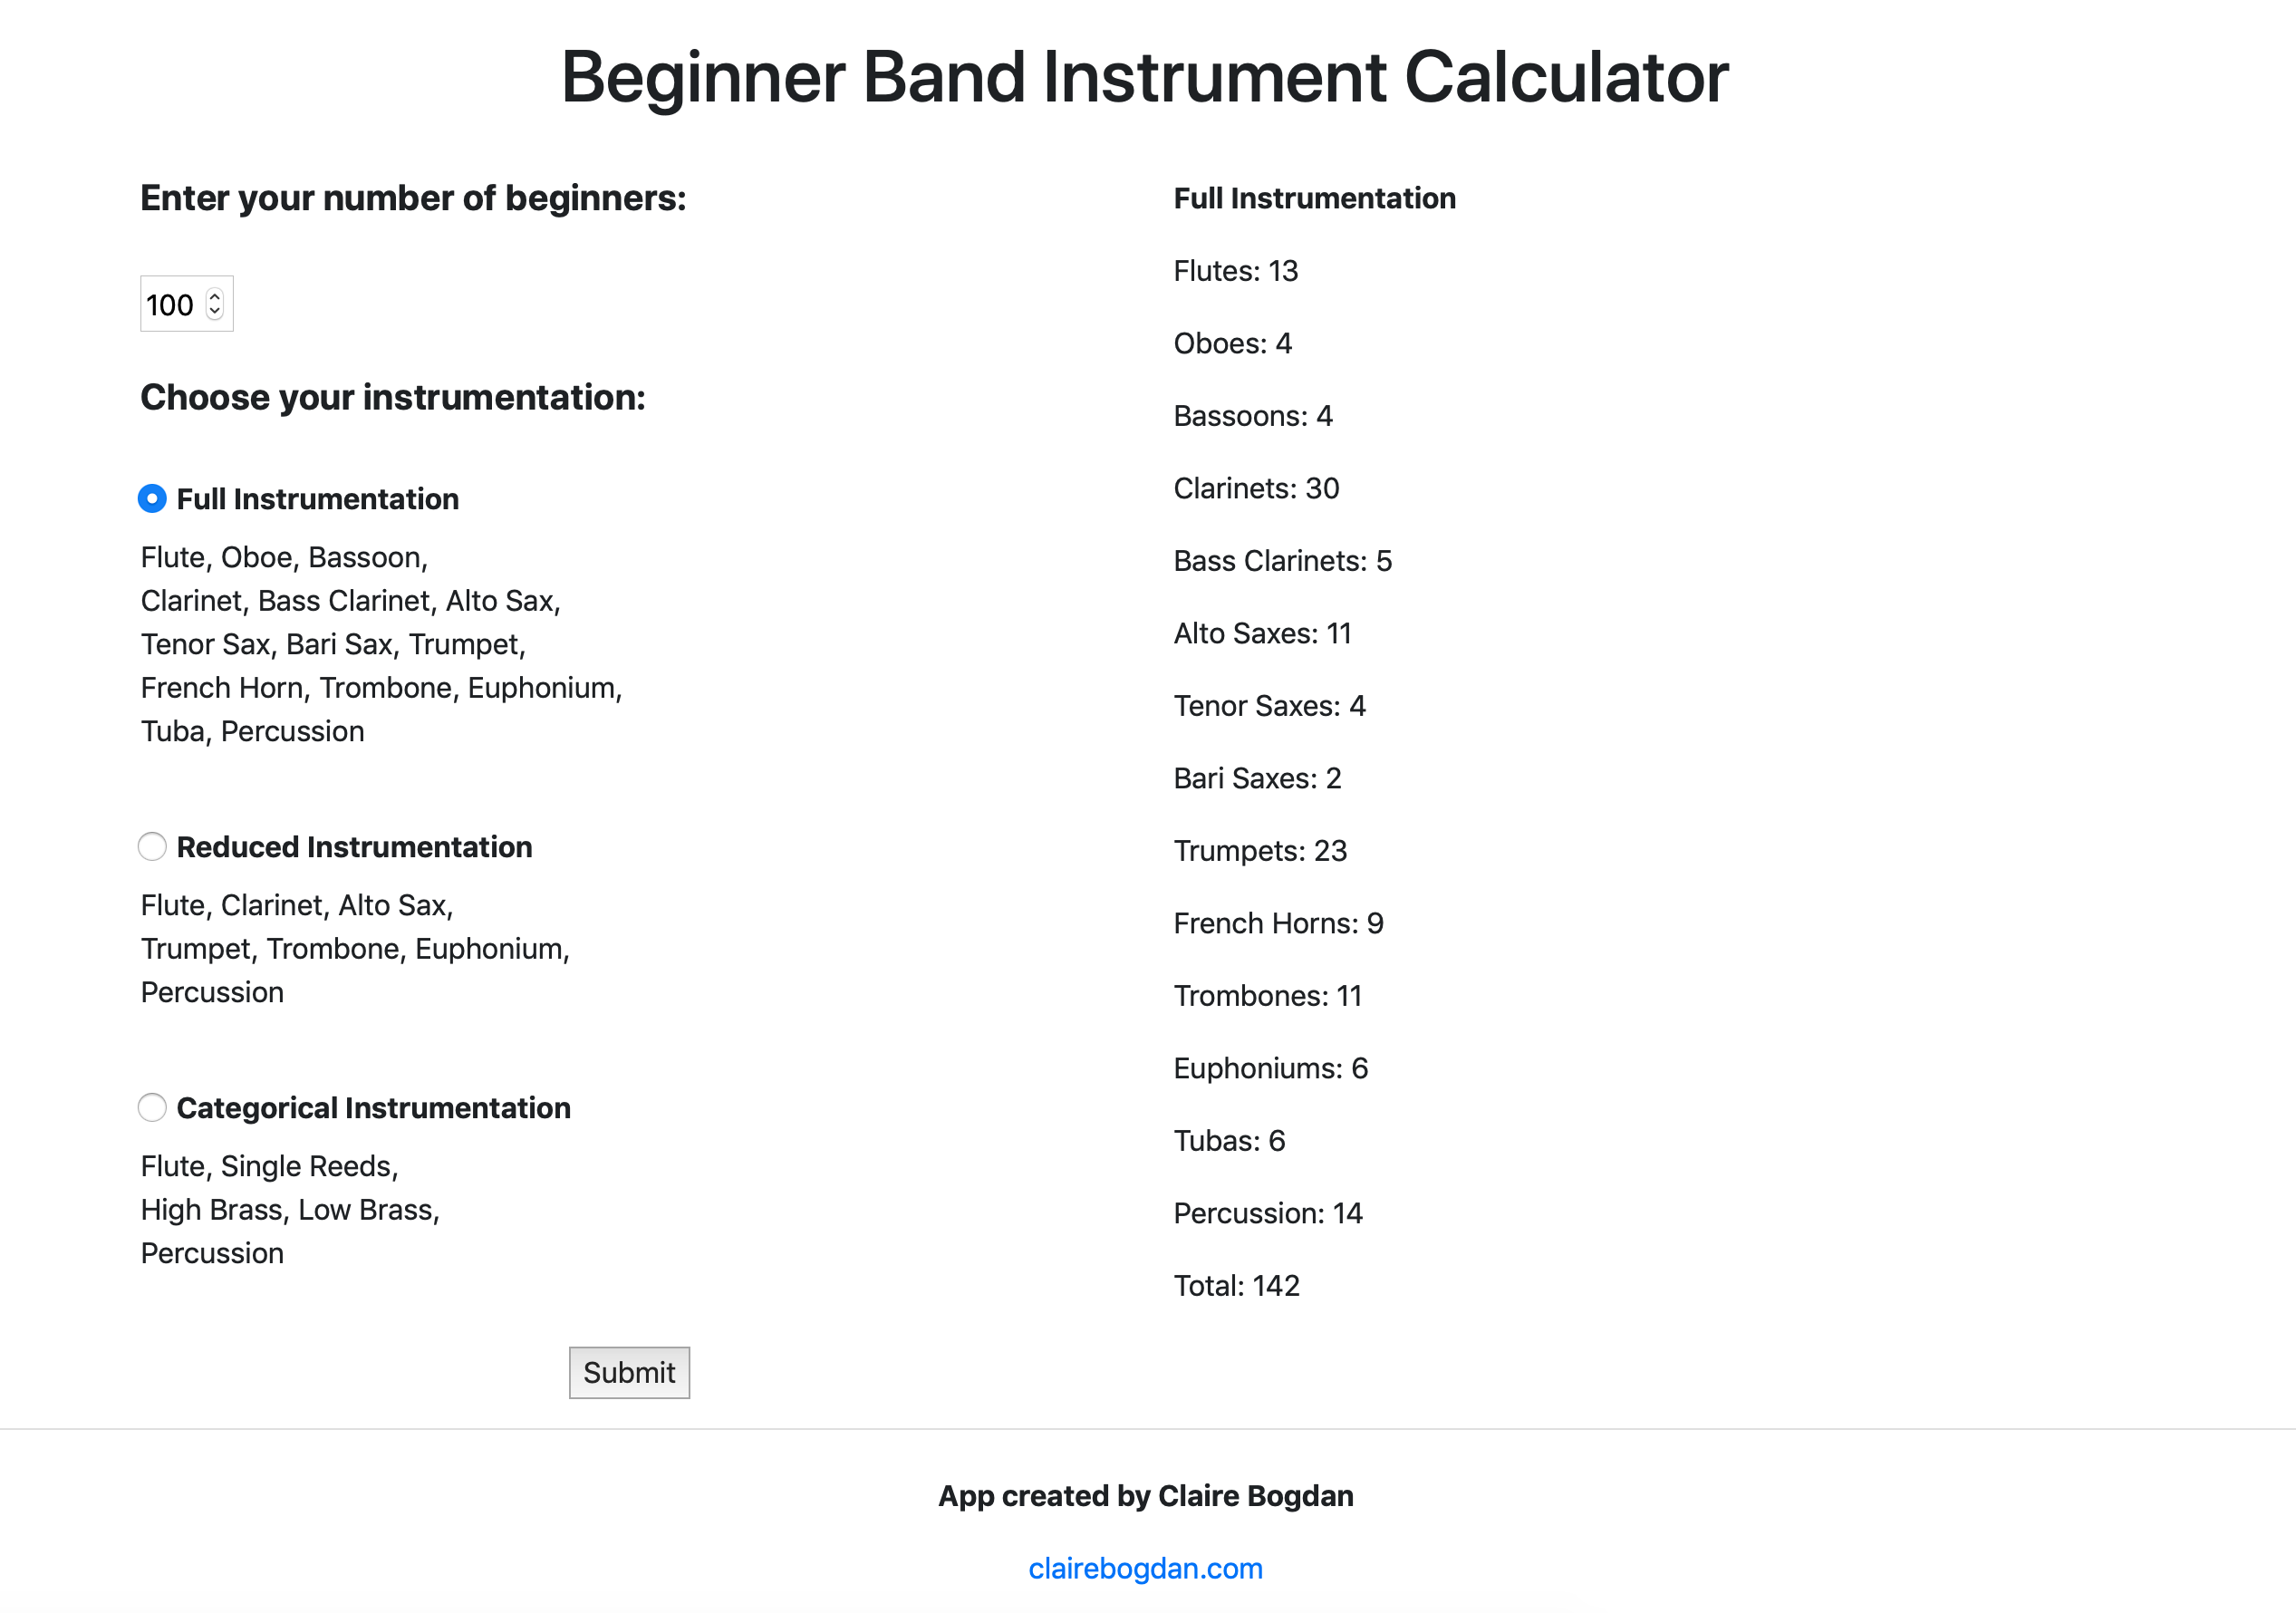 Beginner Band Instrument Calculator
Enter your number of beginners:
100
Choose your instrumentation:
Full Instrumentation
Flute, Oboe, Bassoon,
Clarinet, Bass Clarinet, Alto Sax,
Tenor Sax, Bari Sax, Trumpet,
French Horn, Trombone, Euphonium,
Tuba, Percussion
Reduced Instrumentation
Flute, Clarinet, Alto Sax,
Trumpet, Trombone, Euphonium,
Percussion
Categorical Instrumentation
Flute, Single Reeds,
High Brass, Low Brass,
Percussion
Submit
Full Instrumentation
Flutes: 13
Oboes: 4
Bassoons: 4
Clarinets: 30
Bass Clarinets: 5
Alto Saxes: 11
Tenor Saxes: 4
Bari Saxes: 2
Trumpets: 23
French Horns: 9
Trombones: 11
Euphoniums: 6
Tubas: 6
Percussion: 14
Total: 142
App created by Claire Bogdan
clairebogdan.com